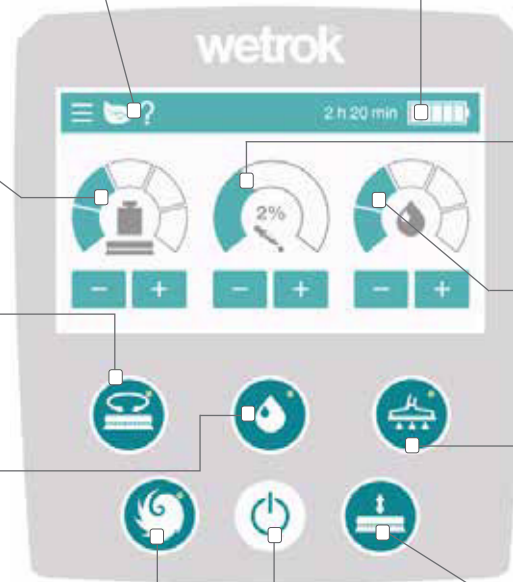 wetrok
?
2 h 20 min
2%
− + − + − +